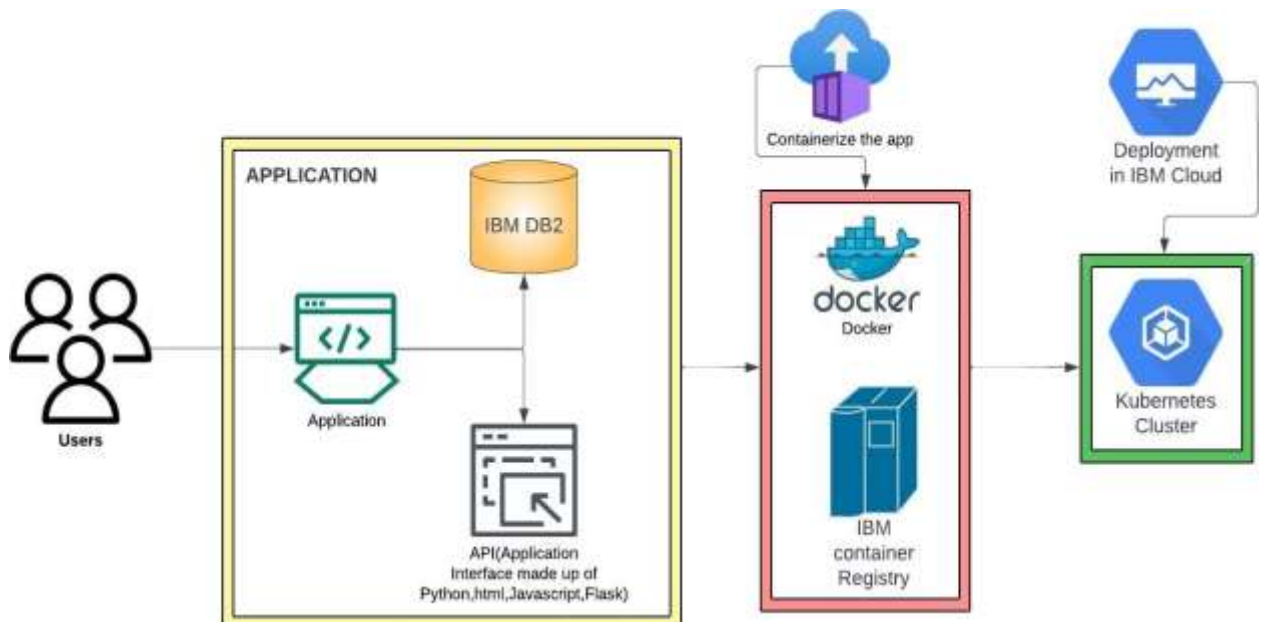 Containerize the app
Deployment
in IBM Cloud
APPLICATION
IBM DB2
docker
Docker
Users
Application
API(Application
Interface made up of
Python,html,Javascript,Flask)
IBM
container
Registry
Kubernetes
Cluster